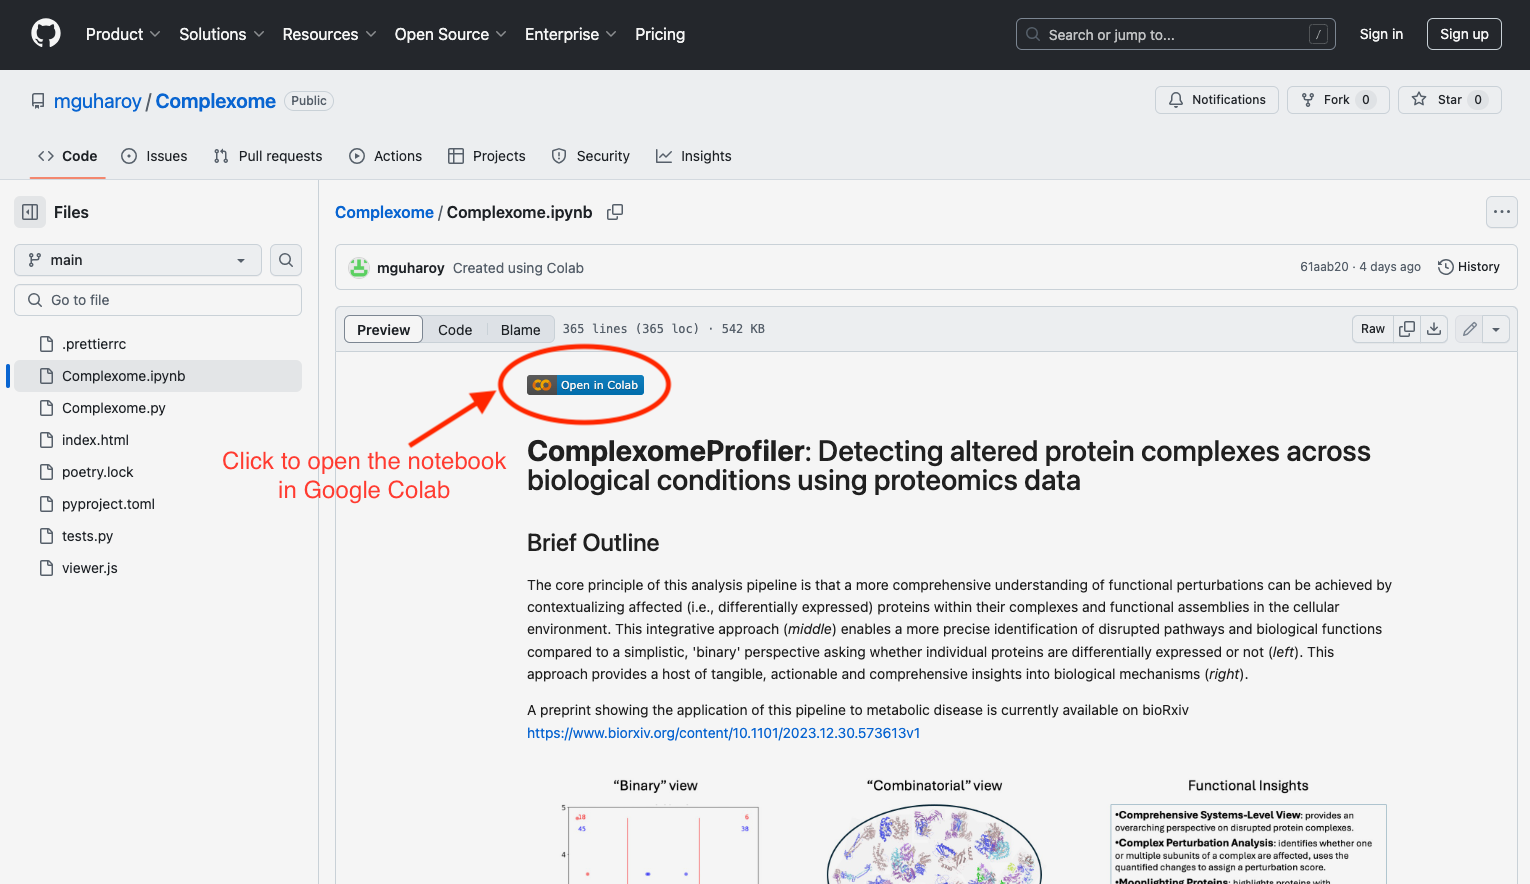 Product Solutions Resources Open Source Enterprise Pricing Search or jump to... / Sign in Sign up
mguharoy / Complexome Public Notifications Fork 0 Star 0
Code Issues Pull requests Actions Projects Security Insights
Files
main
Go to file
.prettierrc
Complexome.ipynb
Complexome.py
index.html
poetry.lock
pyproject.toml
tests.py
viewer.js
Complexome / Complexome.ipynb
mguharoy Created using Colab 61aab20 · 4 days ago History
Preview Code Blame 365 lines (365 loc) · 542 KB Raw
Open in Colab
Click to open the notebook
in Google Colab
ComplexomeProfiler: Detecting altered protein complexes across
biological conditions using proteomics data
Brief Outline
The core principle of this analysis pipeline is that a more comprehensive understanding of functional perturbations can be achieved by
contextualizing affected (i.e., differentially expressed) proteins within their complexes and functional assemblies in the cellular
environment. This integrative approach (middle) enables a more precise identification of disrupted pathways and biological functions
compared to a simplistic, 'binary' perspective asking whether individual proteins are differentially expressed or not (left). This
approach provides a host of tangible, actionable and comprehensive insights into biological mechanisms (right).
A preprint showing the application of this pipeline to metabolic disease is currently available on bioRxiv
https://www.biorxiv.org/content/10.1101/2023.12.30.573613v1
“Binary” view
5
18 6
45 38
4
“Combinatorial” view
Functional Insights
•Comprehensive Systems-Level View: provides an
overarching perspective on disrupted protein complexes.
•Complex Perturbation Analysis: identifies whether one
or multiple subunits of a complex are affected, uses the
quantified changes to assign a perturbation score.
•Moonlighting Proteins: highlights proteins with